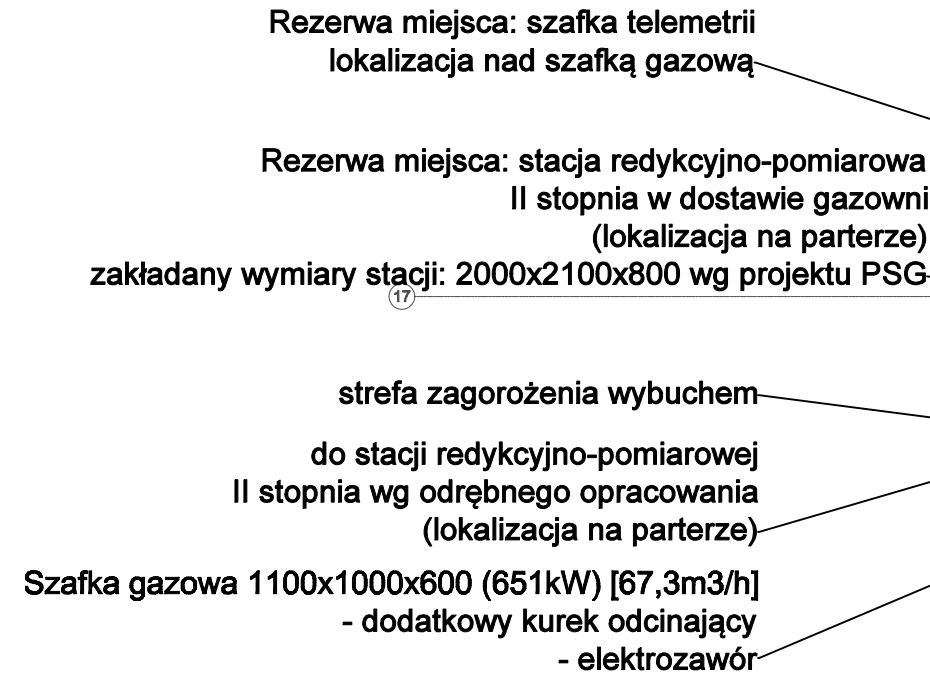 Rezerwa miejsca: szafka telemetrii
lokalizacja nad szafką gazową
Rezerwa miejsca: stacja redykcyjno-pomiarowa
II stopnia w dostawie gazowni
(lokalizacja na parterze)
zakładany wymiary stacji: 2000x2100x800 wg projektu PSG
17
strefa zagorożenia wybuchem
do stacji redykcyjno-pomiarowej
II stopnia wg odrębnego opracowania
(lokalizacja na parterze)
Szafka gazowa 1100x1000x600 (651kW) [67,3m3/h]
- dodatkowy kurek odcinający
- elektrozawór